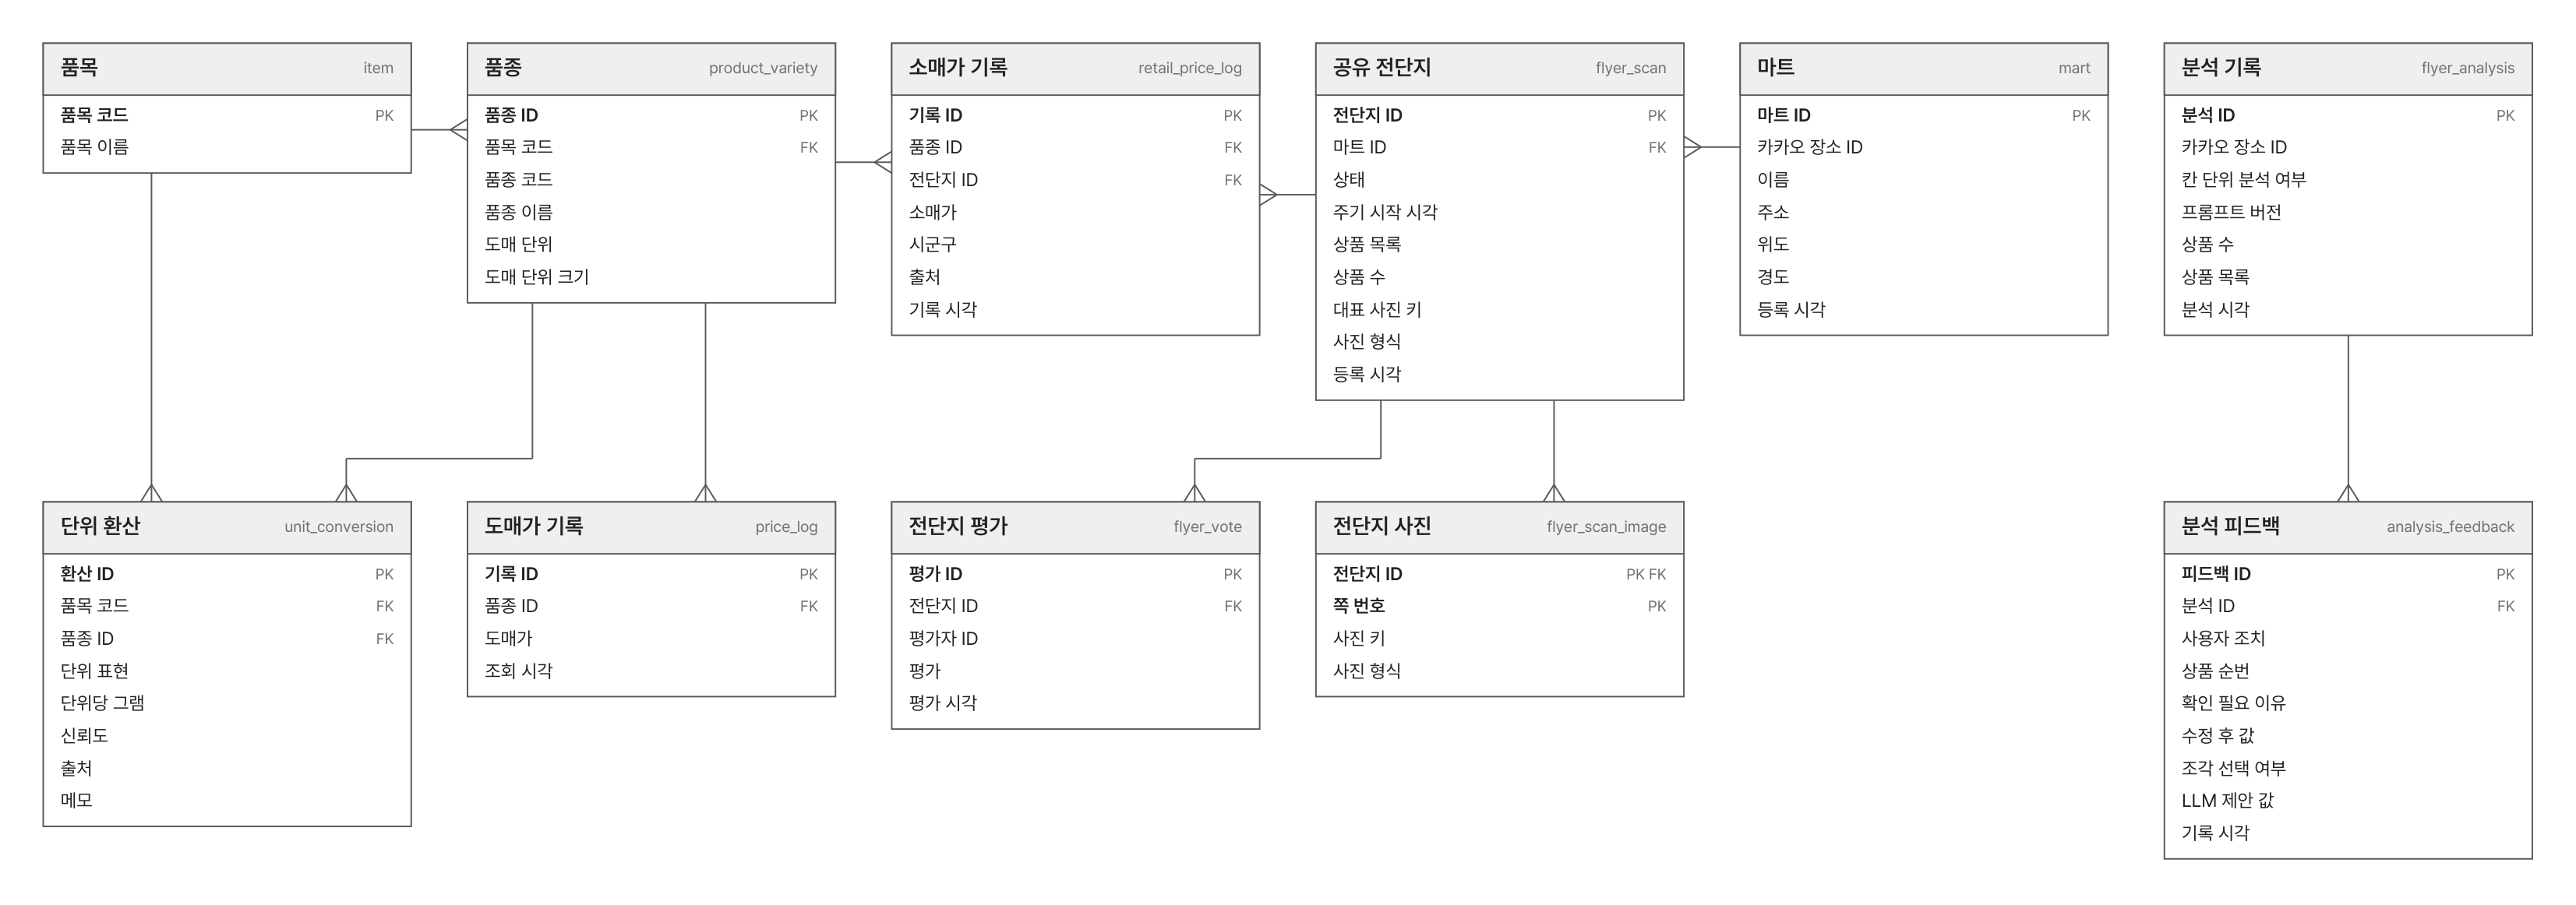 품목 item
품목 코드 PK
품목 이름
품종 product_variety
품종 ID PK
품목 코드 FK
품종 코드
품종 이름
도매 단위
도매 단위 크기
소매가 기록 retail_price_log
기록 ID PK
품종 ID FK
전단지 ID FK
소매가
시군구
출처
기록 시각
공유 전단지 flyer_scan
전단지 ID PK
마트 ID FK
상태
주기 시작 시각
상품 목록
상품 수
대표 사진 키
사진 형식
등록 시각
마트 mart
마트 ID PK
카카오 장소 ID
이름
주소
위도
경도
등록 시각
분석 기록 flyer_analysis
분석 ID PK
카카오 장소 ID
칸 단위 분석 여부
프롬프트 버전
상품 수
상품 목록
분석 시각
단위 환산 unit_conversion
환산 ID PK
품목 코드 FK
품종 ID FK
단위 표현
단위당 그램
신뢰도
출처
메모
도매가 기록 price_log
기록 ID PK
품종 ID FK
도매가
조회 시각
전단지 평가 flyer_vote
평가 ID PK
전단지 ID FK
평가자 ID
평가
평가 시각
전단지 사진 flyer_scan_image
전단지 ID PK FK
쪽 번호 PK
사진 키
사진 형식
분석 피드백 analysis_feedback
피드백 ID PK
분석 ID FK
사용자 조치
상품 순번
확인 필요 이유
수정 후 값
조각 선택 여부
LLM 제안 값
기록 시각